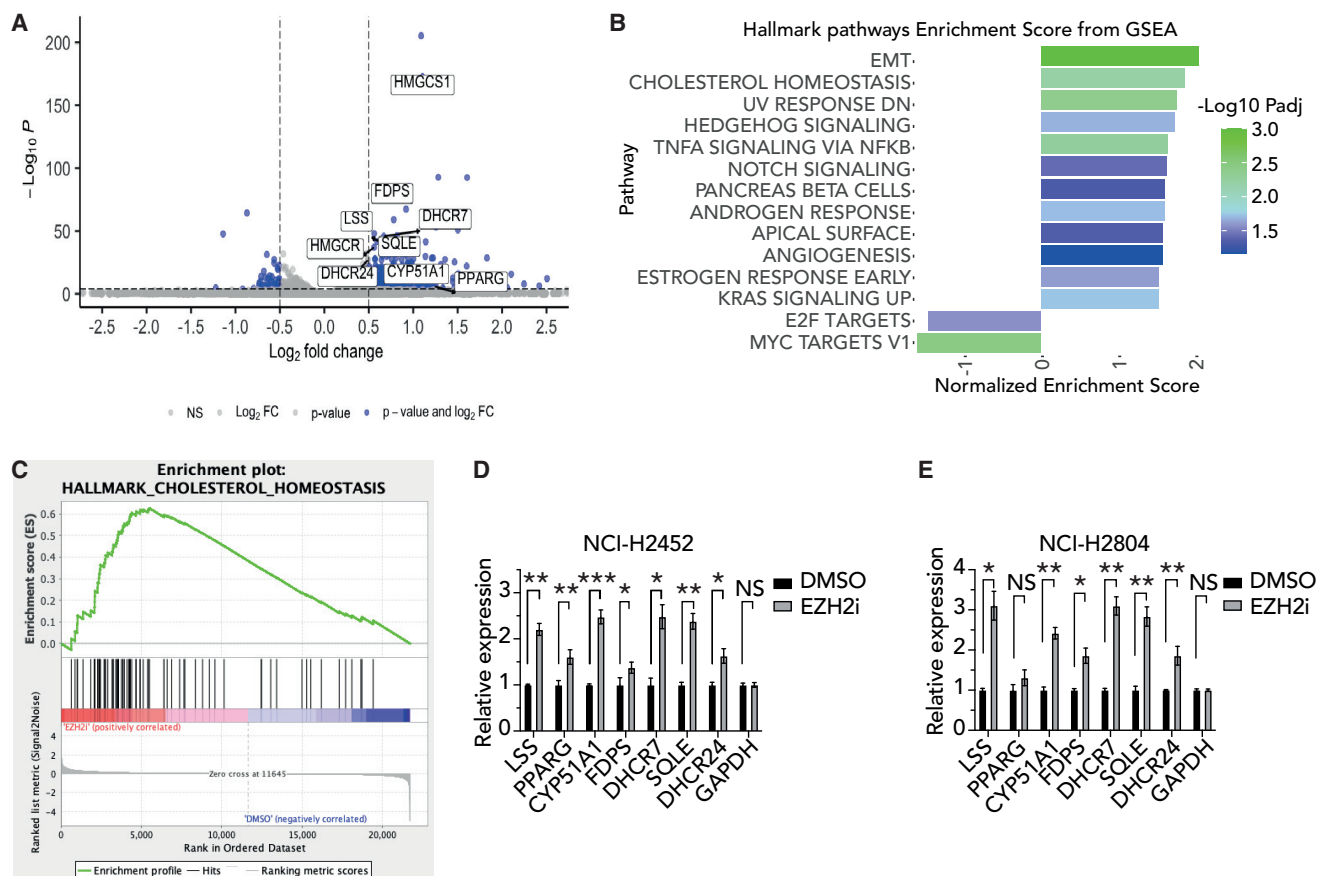 A
− Log10 P
200
150
100
50
0
HMGCS1
FDPS
LSS
DHCR7
HMGCR
SQLE
DHCR24
CYP51A1
PPARG
-2.5 -2.0 -1.5 -1.0 -0.5 0.0 0.5 1.0 1.5 2.0 2.5
Log2 fold change
NS Log2 FC p-value p – value and log2 FC
B
Hallmark pathways Enrichment Score from GSEA
Pathway
EMT
CHOLESTEROL HOMEOSTASIS
UV RESPONSE DN
HEDGEHOG SIGNALING
TNFA SIGNALING VIA NFKB
NOTCH SIGNALING
PANCREAS BETA CELLS
ANDROGEN RESPONSE
APICAL SURFACE
ANGIOGENESIS
ESTROGEN RESPONSE EARLY
KRAS SIGNALING UP
E2F TARGETS
MYC TARGETS V1
-1 0 1 2
Normalized Enrichment Score
-Log10 Padj
3.0
2.5
2.0
1.5
C
Enrichment plot:
HALLMARK_CHOLESTEROL_HOMEOSTASIS
Enrichment score (ES)
0.6
0.5
0.4
0.3
0.2
0.1
0.0
'EZH2i' (positively correlated)
Ranked list metric (Signal2Noise)
4
2
0
-2
-4
Zero cross at 11645
'DMSO' (negatively correlated)
0 5,000 10,000 15,000 20,000
Rank in Ordered Dataset
Enrichment profile Hits Ranking metric scores
D
NCI-H2452
Relative expression
3
2
1
0
** ** *** * * ** * NS
DMSO
EZH2i
LSS PPARG CYP51A1 FDPS DHCR7 SQLE DHCR24 GAPDH
E
NCI-H2804
Relative expression
4
3
2
1
0
* NS ** * ** ** ** NS
DMSO
EZH2i
LSS PPARG CYP51A1 FDPS DHCR7 SQLE DHCR24 GAPDH